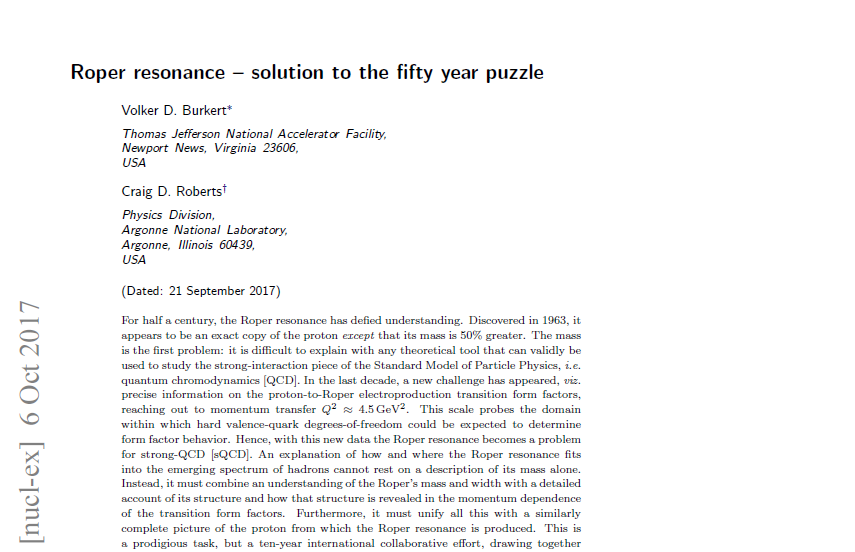 Roper resonance – solution to the fifty year puzzle
Volker D. Burkert*
Thomas Jefferson National Accelerator Facility,
Newport News, Virginia 23606,
USA
Craig D. Roberts†
Physics Division,
Argonne National Laboratory,
Argonne, Illinois 60439,
USA
(Dated: 21 September 2017)
For half a century, the Roper resonance has defied understanding. Discovered in 1963, it
appears to be an exact copy of the proton except that its mass is 50% greater. The mass
is the first problem: it is difficult to explain with any theoretical tool that can validly be
used to study the strong-interaction piece of the Standard Model of Particle Physics, i.e.
quantum chromodynamics [QCD]. In the last decade, a new challenge has appeared, viz.
precise information on the proton-to-Roper electroproduction transition form factors,
reaching out to momentum transfer Q² ≈ 4.5 GeV². This scale probes the domain
within which hard valence-quark degrees-of-freedom could be expected to determine
form factor behavior. Hence, with this new data the Roper resonance becomes a problem
for strong-QCD [sQCD]. An explanation of how and where the Roper resonance fits
into the emerging spectrum of hadrons cannot rest on a description of its mass alone.
Instead, it must combine an understanding of the Roper's mass and width with a detailed
account of its structure and how that structure is revealed in the momentum dependence
of the transition form factors. Furthermore, it must unify all this with a similarly
complete picture of the proton from which the Roper resonance is produced. This is
a prodigious task, but a ten-year international collaborative effort, drawing together
[nucl-ex] 6 Oct 2017